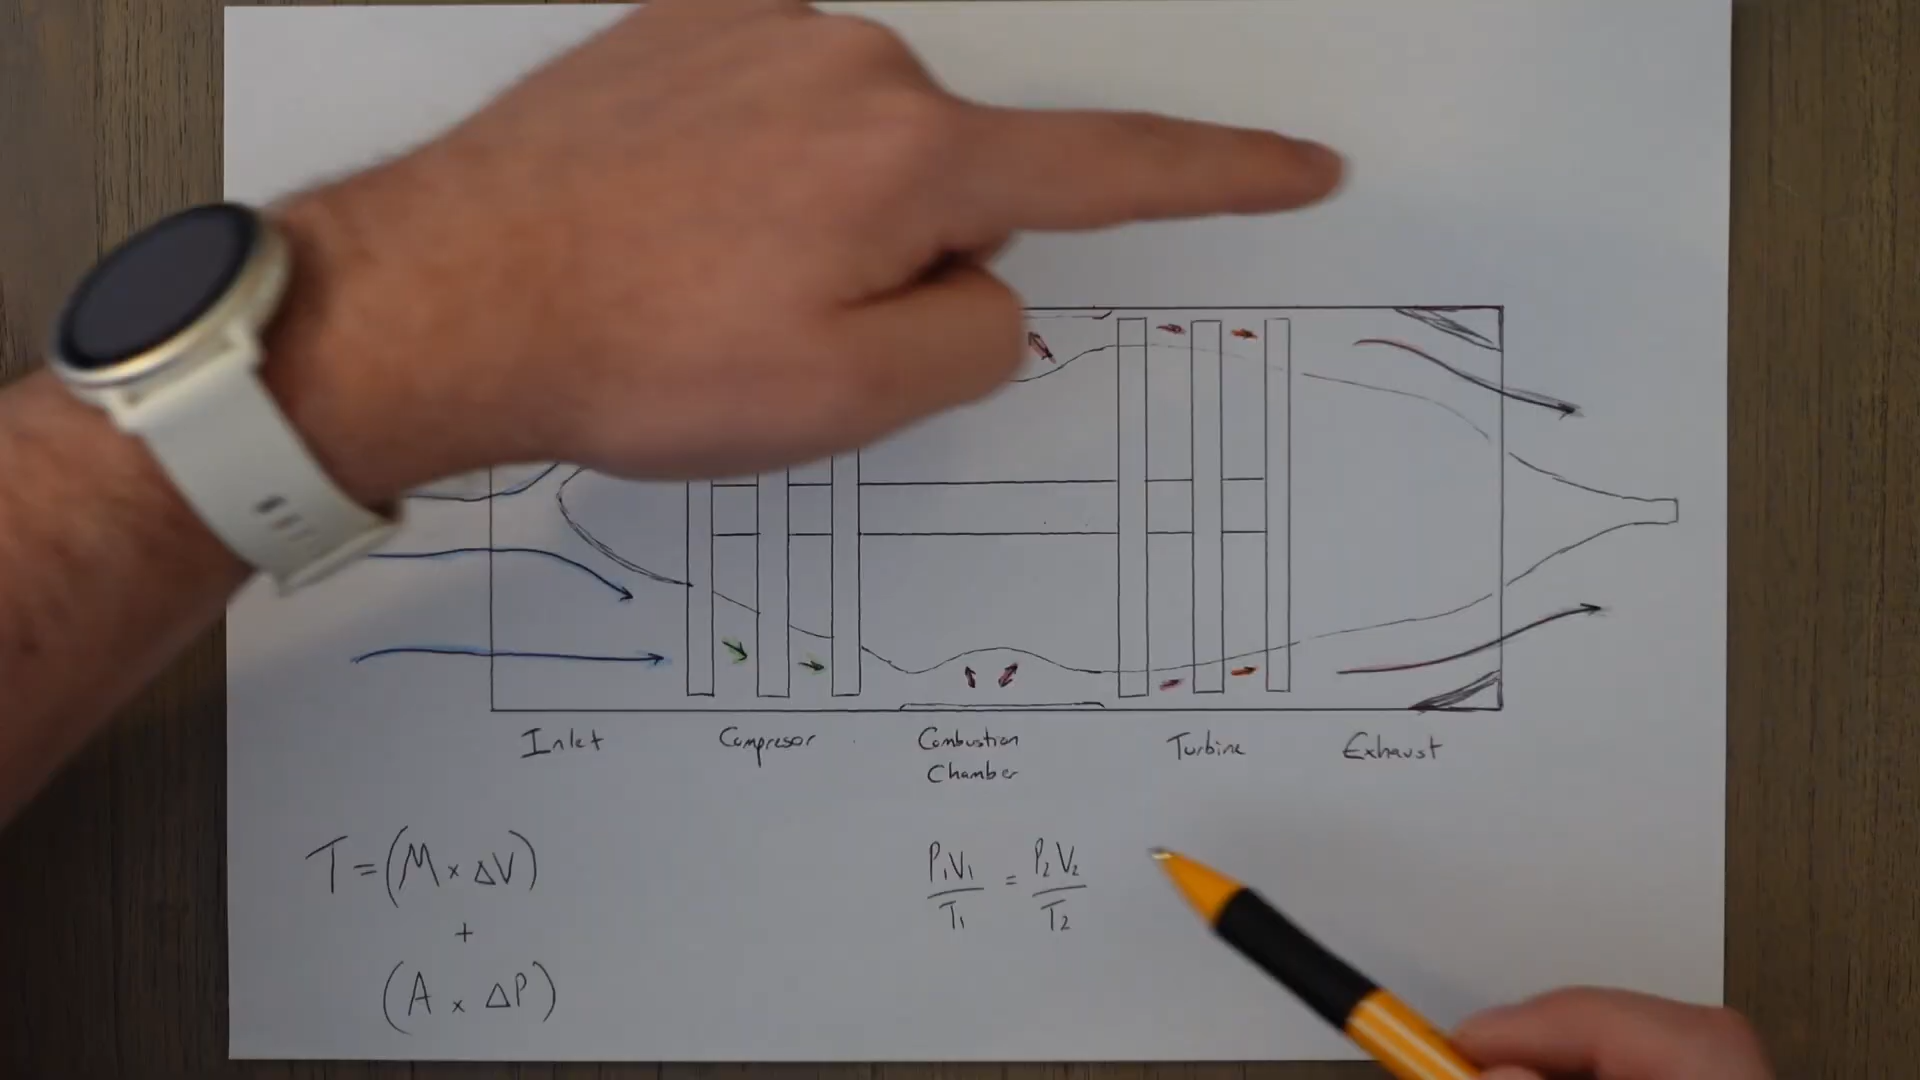 Inlet
Compresor
Combustion
Chamber
Turbine
Exhaust
T = (M × ΔV)
+
(A × ΔP)
P₁V₁ / T₁ = P₂V₂ / T₂